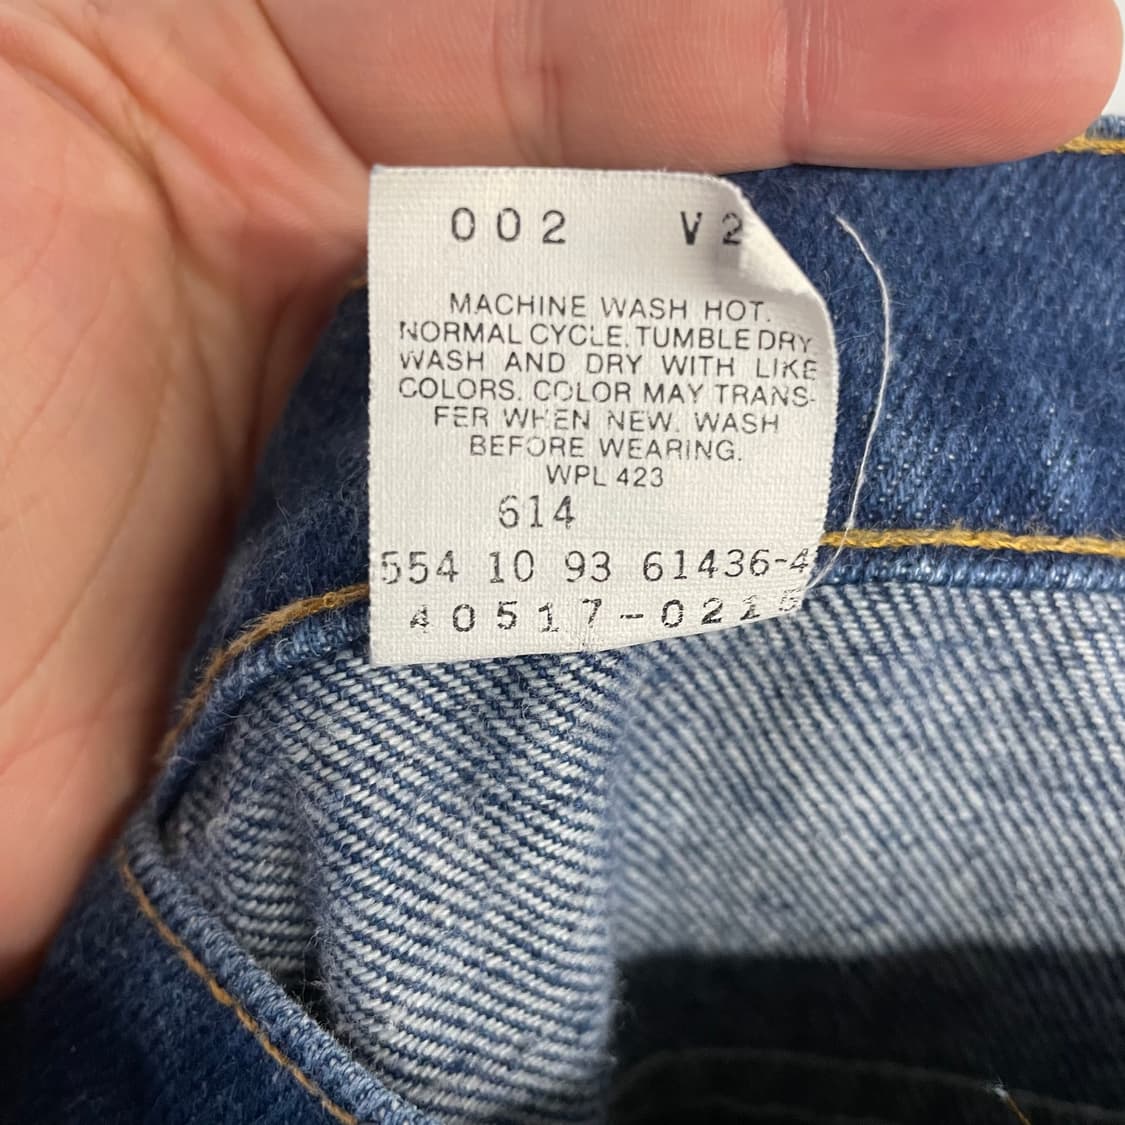 002 V2
MACHINE WASH HOT.
NORMAL CYCLE. TUMBLE DRY
WASH AND DRY WITH LIKE
COLORS. COLOR MAY TRANS-
FER WHEN NEW. WASH
BEFORE WEARING.
WPL 423
614
554 10 93 61436-4
40517-0215